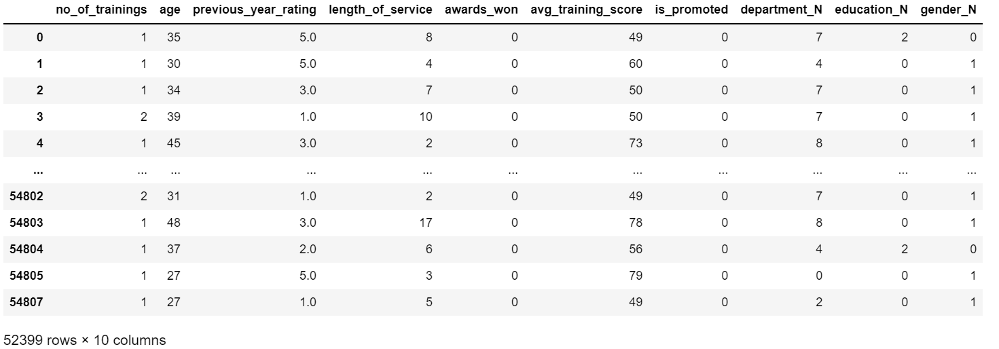 no_of_trainings age previous_year_rating length_of_service awards_won avg_training_score is_promoted department_N education_N gender_N
0 1 35 5.0 8 0 49 0 7 2 0
1 1 30 5.0 4 0 60 0 4 0 1
2 1 34 3.0 7 0 50 0 7 0 1
3 2 39 1.0 10 0 50 0 7 0 1
4 1 45 3.0 2 0 73 0 8 0 1
... ... ... ... ... ... ... ... ... ... ...
54802 2 31 1.0 2 0 49 0 7 0 1
54803 1 48 3.0 17 0 78 0 8 0 1
54804 1 37 2.0 6 0 56 0 4 2 0
54805 1 27 5.0 3 0 79 0 0 0 1
54807 1 27 1.0 5 0 49 0 2 0 1
52399 rows × 10 columns